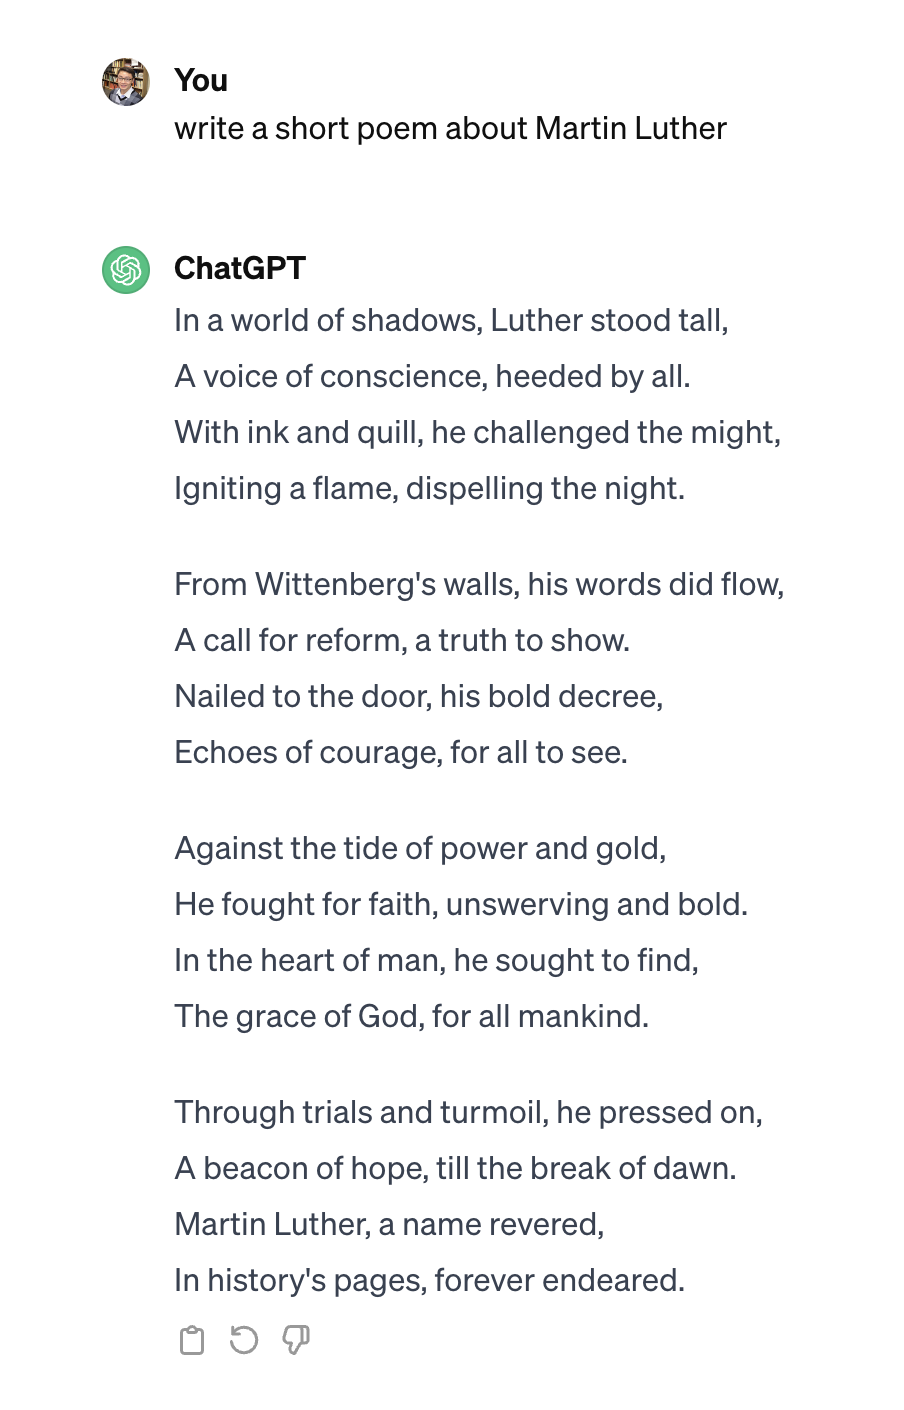 You
write a short poem about Martin Luther
ChatGPT
In a world of shadows, Luther stood tall,
A voice of conscience, heeded by all.
With ink and quill, he challenged the might,
Igniting a flame, dispelling the night.
From Wittenberg's walls, his words did flow,
A call for reform, a truth to show.
Nailed to the door, his bold decree,
Echoes of courage, for all to see.
Against the tide of power and gold,
He fought for faith, unswerving and bold.
In the heart of man, he sought to find,
The grace of God, for all mankind.
Through trials and turmoil, he pressed on,
A beacon of hope, till the break of dawn.
Martin Luther, a name revered,
In history's pages, forever endeared.